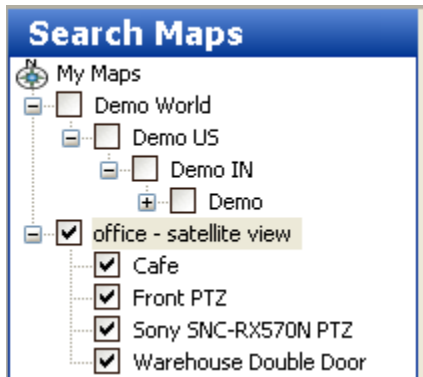 Search Maps
N
My Maps
Demo World
Demo US
Demo IN
Demo
office - satellite view
Cafe
Front PTZ
Sony SNC-RX570N PTZ
Warehouse Double Door